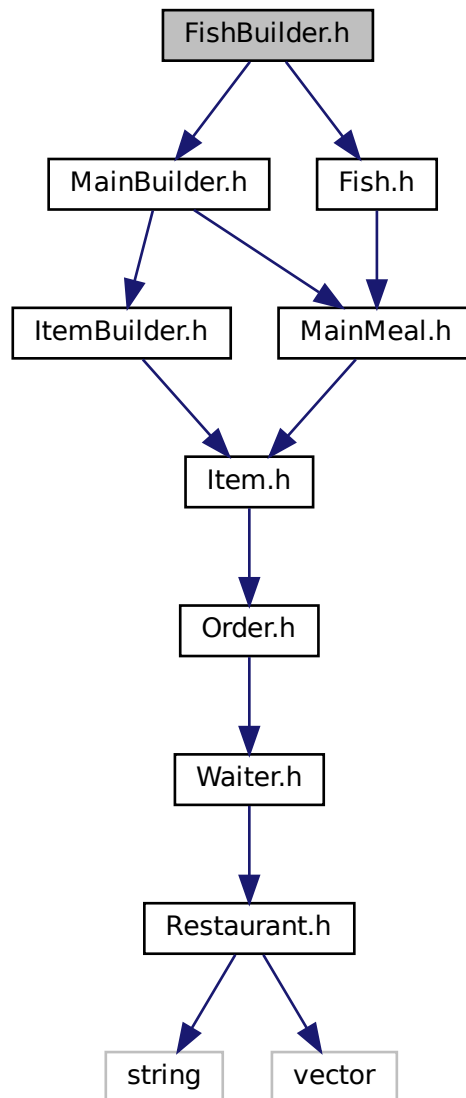 FishBuilder.h
MainBuilder.h
Fish.h
ItemBuilder.h
MainMeal.h
Item.h
Order.h
Waiter.h
Restaurant.h
string
vector